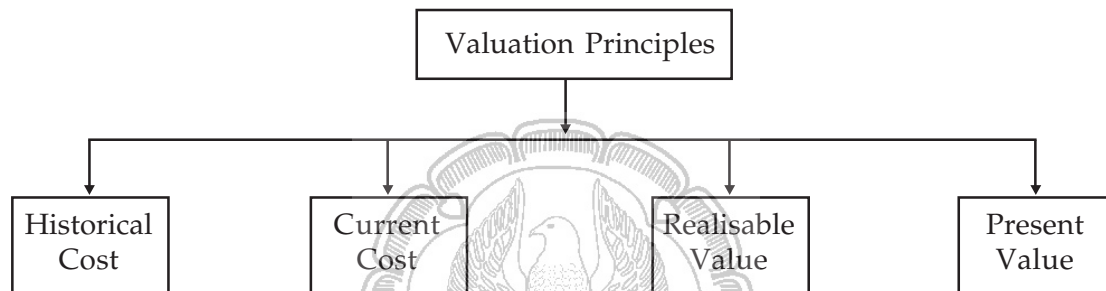 Valuation Principles
Historical
Cost
Current
Cost
Realisable
Value
Present
Value